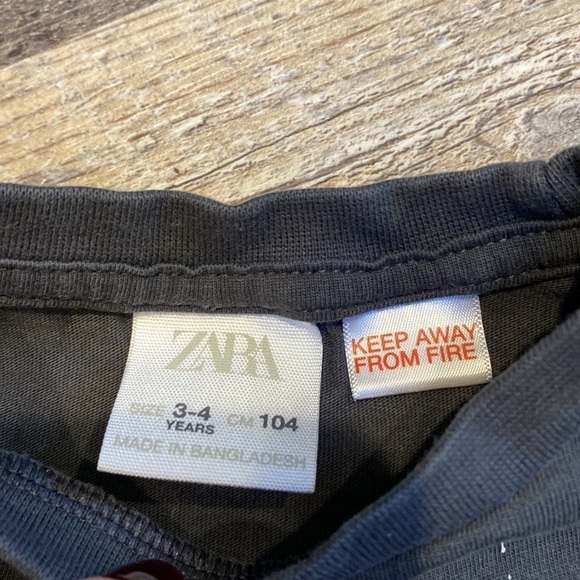 ZARA
SIZE 3-4 CM 104
YEARS
MADE IN BANGLADESH
KEEP AWAY
FROM FIRE